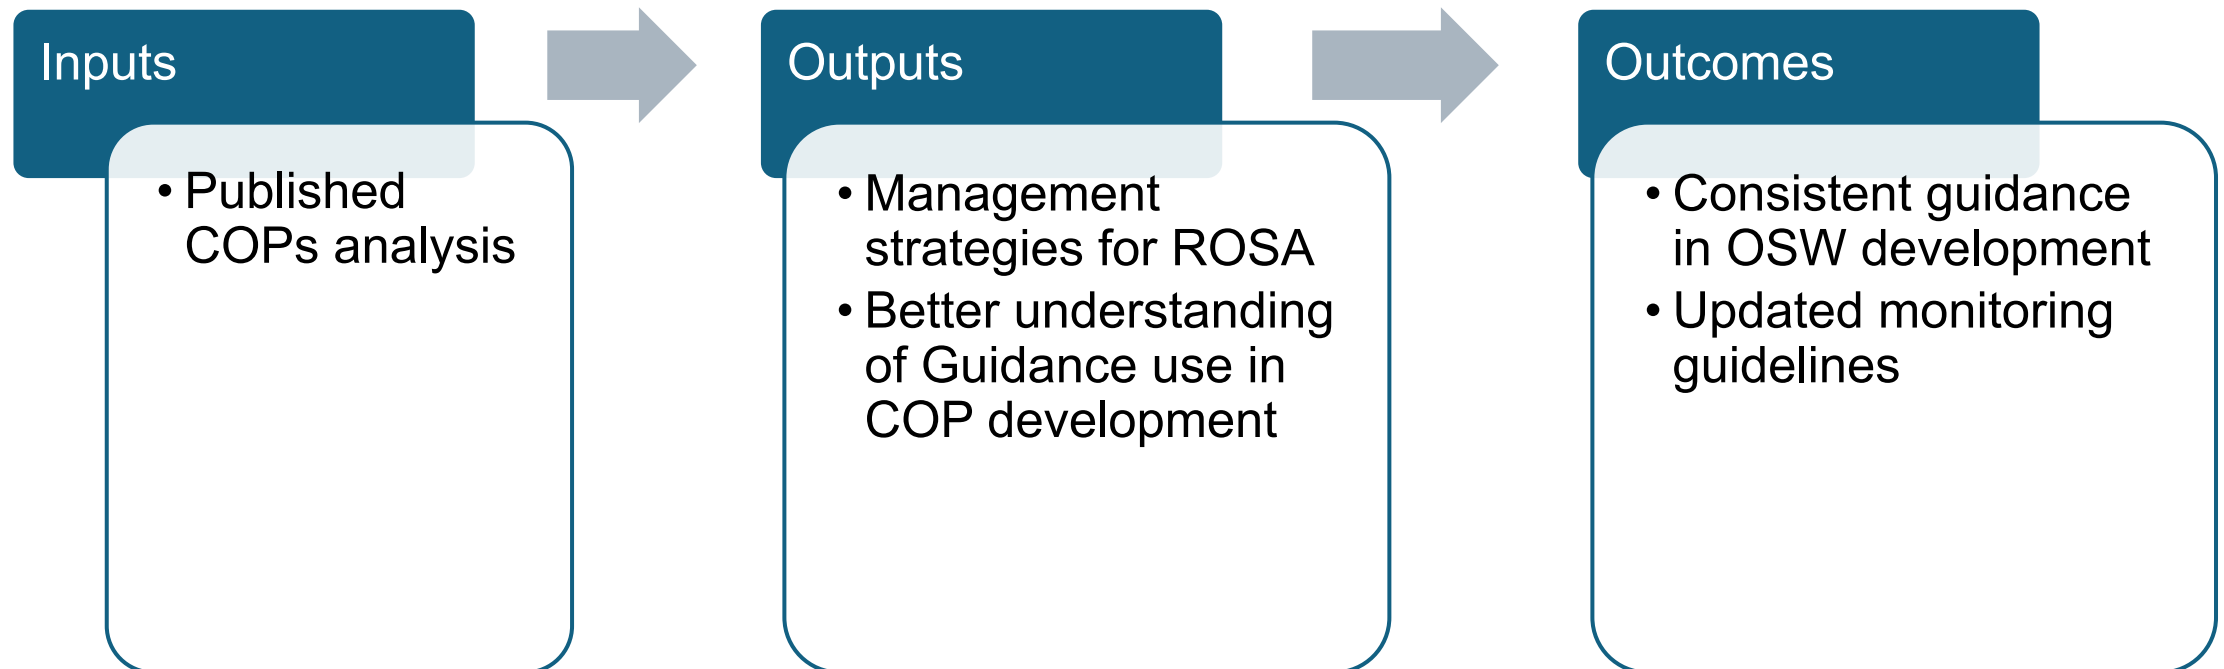 Inputs
• Published
COPs analysis
Outputs
• Management
strategies for ROSA
• Better understanding
of Guidance use in
COP development
Outcomes
• Consistent guidance
in OSW development
• Updated monitoring
guidelines